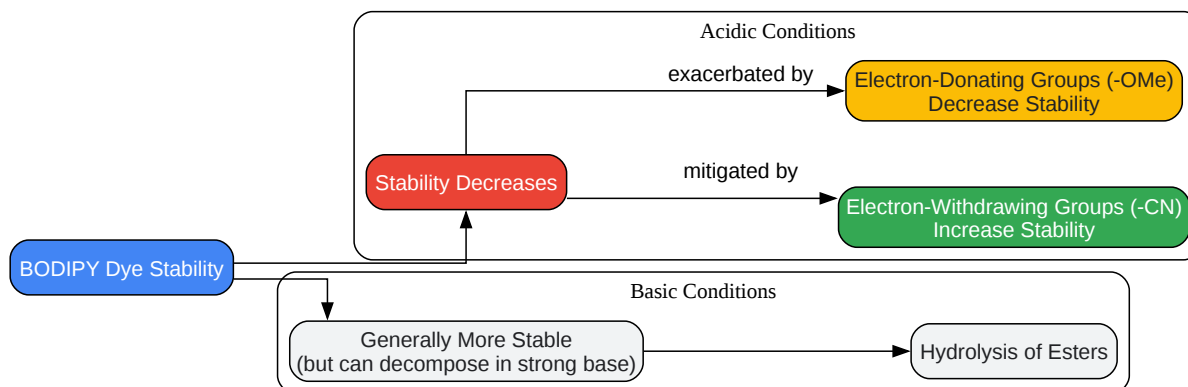 Acidic Conditions
exacerbated by
Electron-Donating Groups (-OMe)
Decrease Stability
Stability Decreases
mitigated by
Electron-Withdrawing Groups (-CN)
Increase Stability
BODIPY Dye Stability
Basic Conditions
Generally More Stable
(but can decompose in strong base)
Hydrolysis of Esters